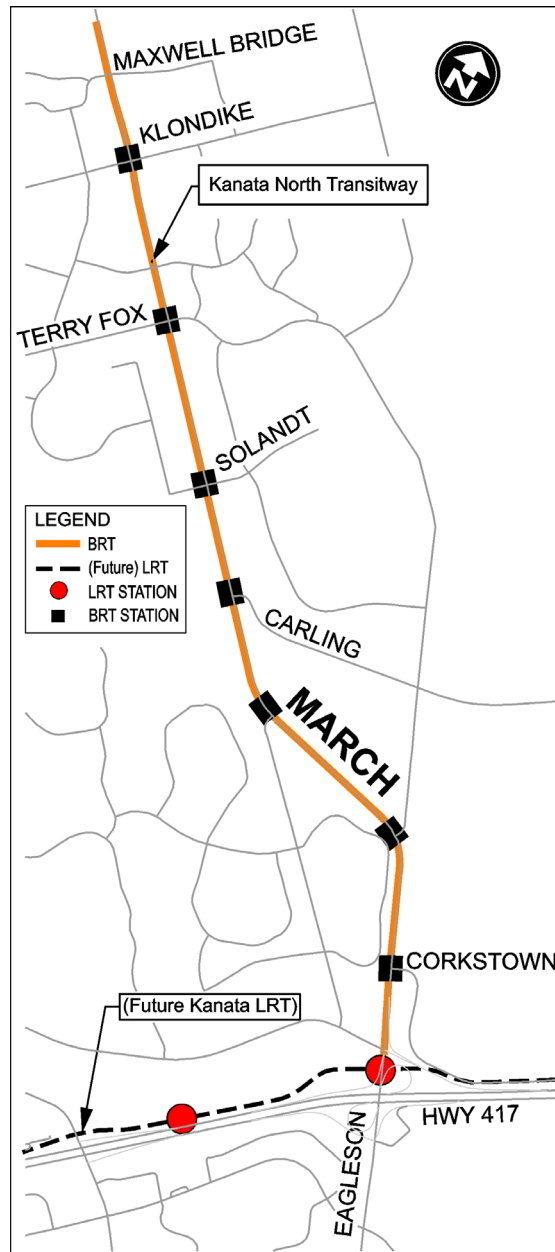 MAXWELL BRIDGE
N
KLONDIKE
Kanata North Transitway
TERRY FOX
SOLANDT
LEGEND
BRT
(Future) LRT
LRT STATION
BRT STATION
CARLING
MARCH
CORKSTOWN
(Future Kanata LRT)
HWY 417
EAGLESON